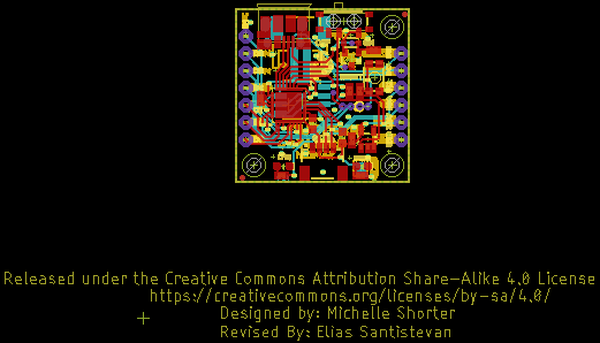 Released under the Creative Commons Attribution Share-Alike 4.0 License
https://creativecommons.org/licenses/by-sa/4.0/
Designed by: Michelle Shorter
Revised By: Elias Santistevan